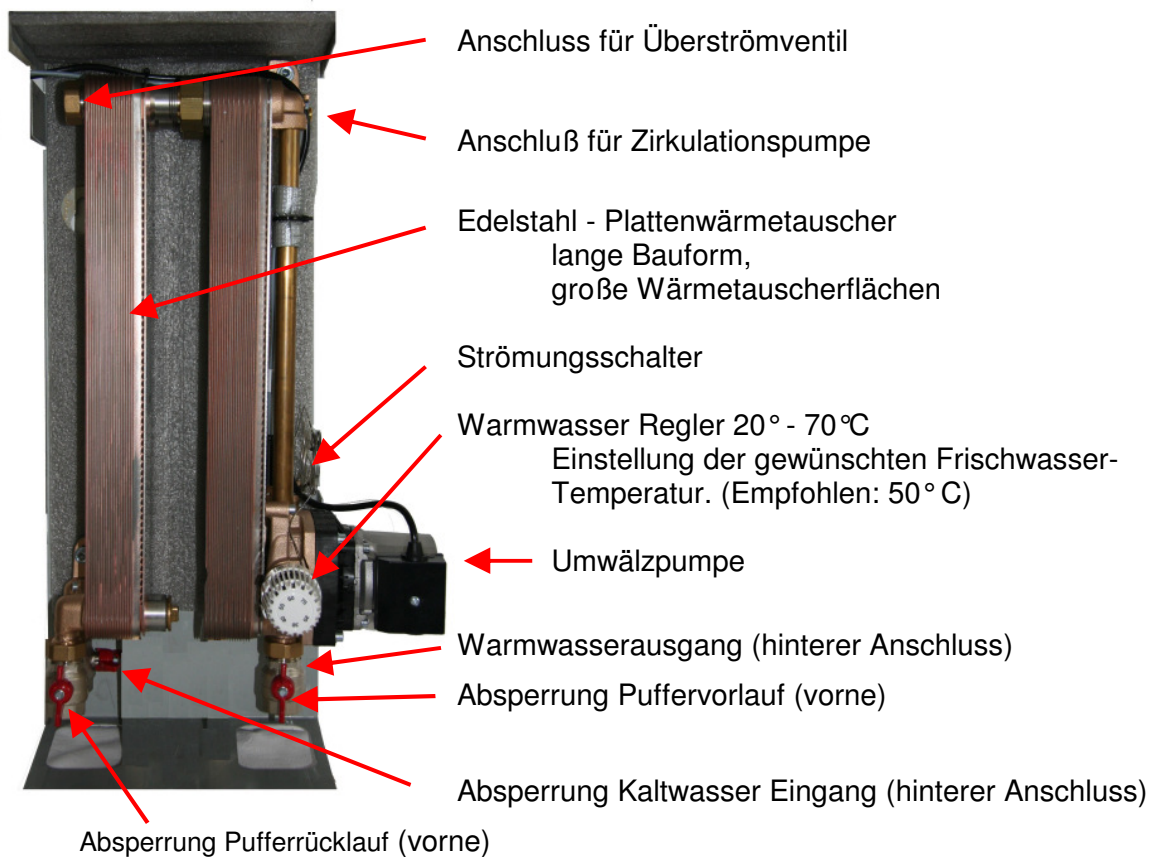 Anschluss für Überströmventil
Anschluß für Zirkulationspumpe
Edelstahl - Plattenwärmetauscher
lange Bauform,
große Wärmetauscherflächen
Strömungsschalter
Warmwasser Regler 20° - 70°C
Einstellung der gewünschten Frischwasser-
Temperatur. (Empfohlen: 50° C)
Umwälzpumpe
Warmwasserausgang (hinterer Anschluss)
Absperrung Puffervorlauf (vorne)
Absperrung Kaltwasser Eingang (hinterer Anschluss)
Absperrung Pufferrücklauf (vorne)